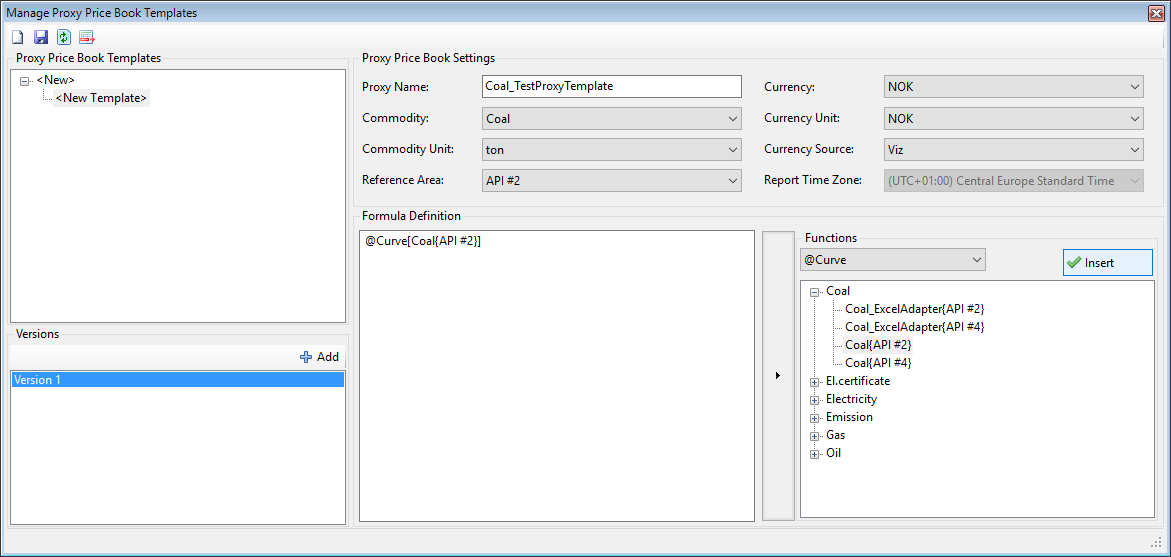 Manage Proxy Price Book Templates
Proxy Price Book Templates
<New>
<New Template>
Versions
Add
Version 1
Proxy Price Book Settings
Proxy Name: Coal_TestProxyTemplate
Currency: NOK
Commodity: Coal
Currency Unit: NOK
Commodity Unit: ton
Currency Source: Viz
Reference Area: API #2
Report Time Zone: (UTC+01:00) Central Europe Standard Time
Formula Definition
@Curve[Coal{API #2}]
Functions
@Curve
Insert
Coal
Coal_ExcelAdapter{API #2}
Coal_ExcelAdapter{API #4}
Coal{API #2}
Coal{API #4}
El.certificate
Electricity
Emission
Gas
Oil